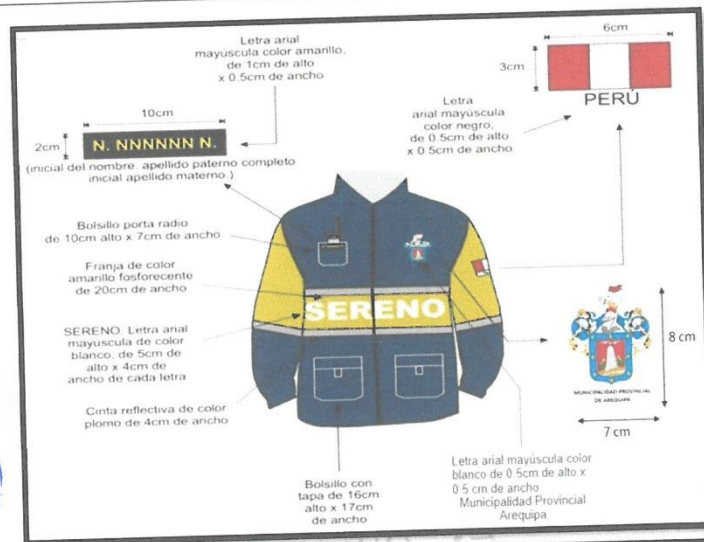 Letra arial
mayúscula color amarillo,
de 1cm de alto
x 0.5cm de ancho
10cm
2cm
N. NNNNNN N.
(inicial del nombre. apellido paterno completo
inicial apellido materno.)
6cm
3cm
PERÚ
Letra
arial mayúscula
color negro,
de 0.5cm de alto
x 0.5cm de ancho
Bolsillo porta radio
de 10cm alto x 7cm de ancho
Franja de color
amarillo fosforecente
de 20cm de ancho
SERENO. Letra arial
mayuscula de color
blanco, de 5cm de
alto x 4cm de
ancho de cada letra
Cinta reflectiva de color
plomo de 4cm de ancho
SERENO
8 cm
MUNICIPALIDAD PROVINCIAL
DE AREQUIPA
7 cm
Bolsillo con
tapa de 16cm
alto x 17cm
de ancho
Letra arial mayúscula color
blanco de 0 5cm de alto x
0 5 cm de ancho
Municipalidad Provincial
Arequipa